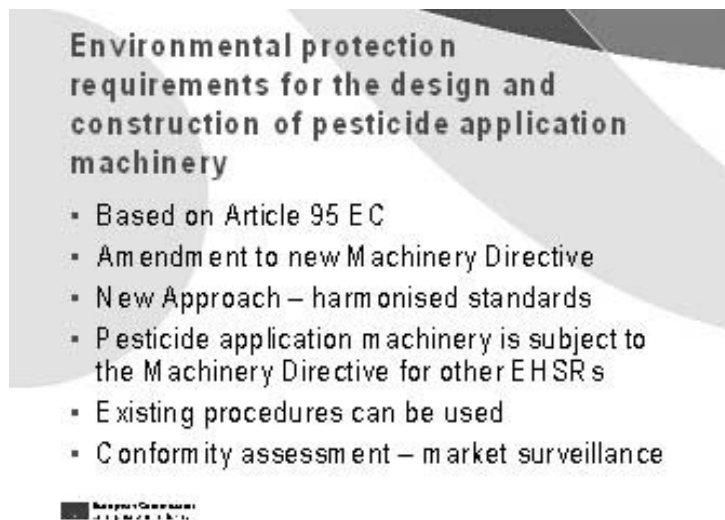 Environmental protection
requirements for the design and
construction of pesticide application
machinery
▪ Based on Article 95 EC
▪ Amendment to new Machinery Directive
▪ New Approach – harmonised standards
▪ Pesticide application machinery is subject to
the Machinery Directive for other EHSRs
▪ Existing procedures can be used
▪ Conformity assessment – market surveillance
European Commission